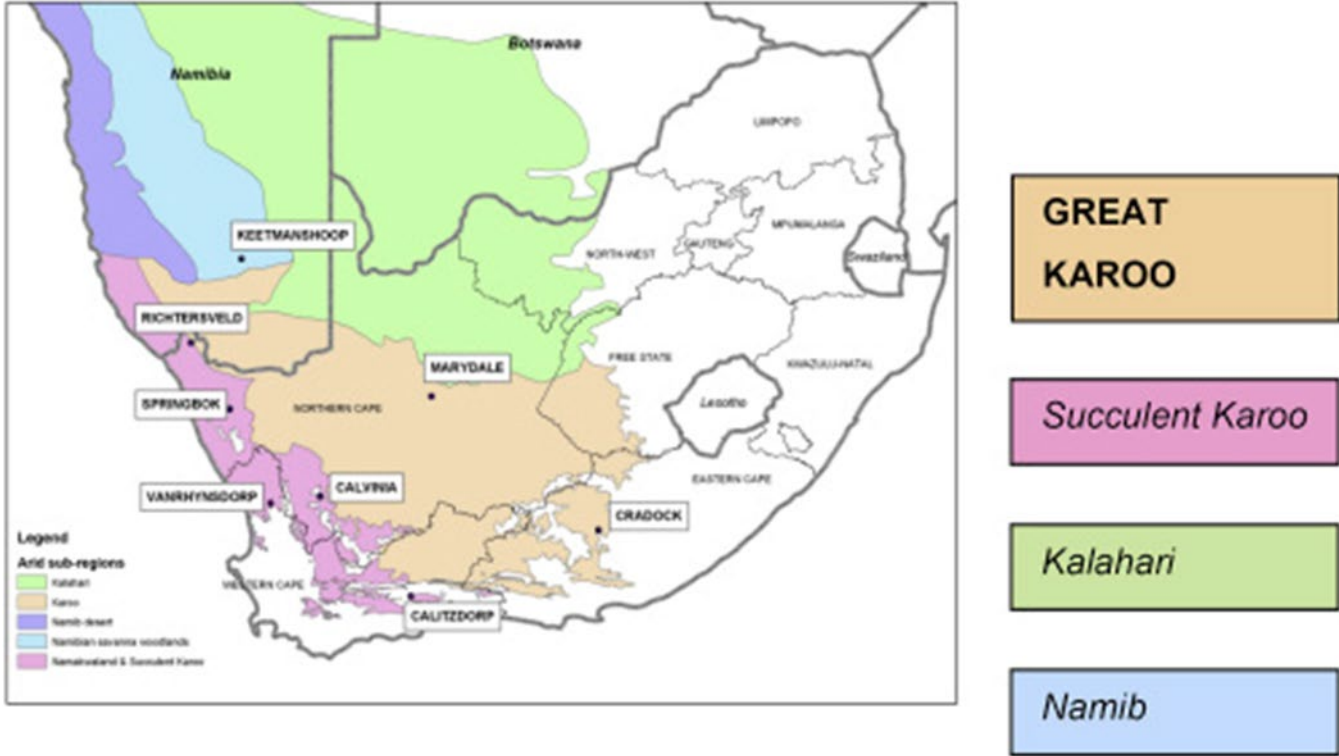 Botswana
Namibia
LIMPOPO
KEETMANSHOOP
NORTH-WEST
GAUTENG
MPUMALANGA
Swaziland
RICHTERSVELD
MARYDALE
FREE STATE
KWAZULU-NATAL
SPRINGBOK
NORTHERN CAPE
Lesotho
VANRHYNSDORP
CALVINIA
EASTERN CAPE
CRADOCK
WESTERN CAPE
CALITZDORP
Legend
Arid sub-regions
Kalahari
Karoo
Namib desert
Namibian savanna woodlands
Namakwaland & Succulent Karoo
GREAT
KAROO
Succulent Karoo
Kalahari
Namib